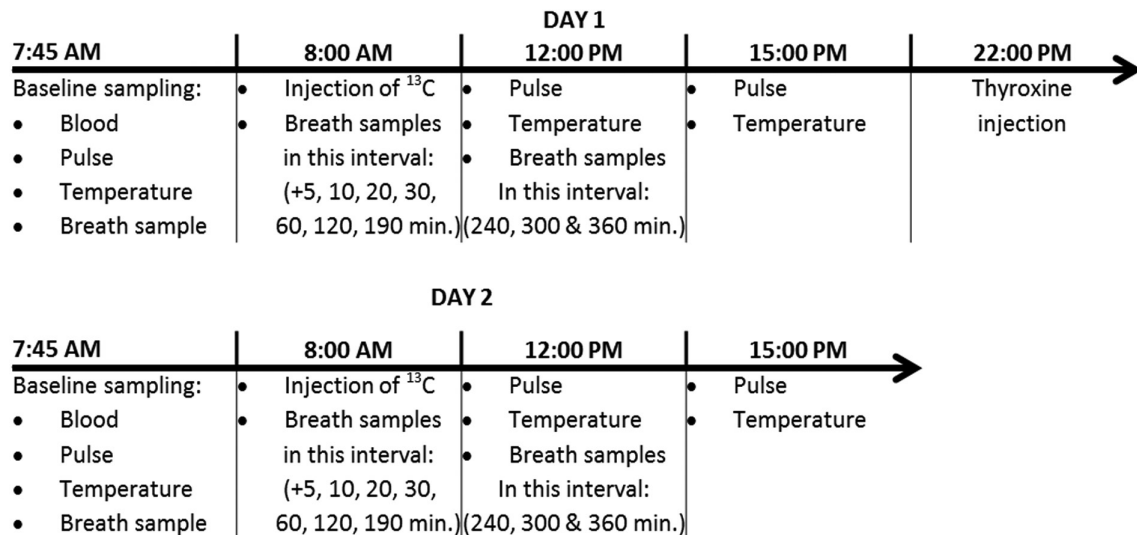 DAY 1
7:45 AM 8:00 AM 12:00 PM 15:00 PM 22:00 PM
Baseline sampling: • Injection of ¹³C • Pulse • Pulse Thyroxine
• Blood • Breath samples • Temperature • Temperature injection
• Pulse in this interval: • Breath samples
• Temperature (+5, 10, 20, 30, In this interval:
• Breath sample 60, 120, 190 min.) (240, 300 & 360 min.)
DAY 2
7:45 AM 8:00 AM 12:00 PM 15:00 PM
Baseline sampling: • Injection of ¹³C • Pulse • Pulse
• Blood • Breath samples • Temperature • Temperature
• Pulse in this interval: • Breath samples
• Temperature (+5, 10, 20, 30, In this interval:
• Breath sample 60, 120, 190 min.) (240, 300 & 360 min.)